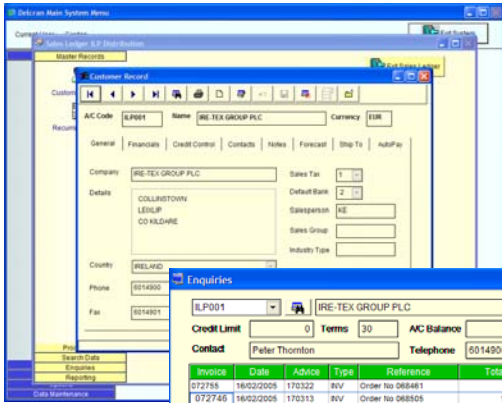 Delcran Main System Menu
Exit System
Sales Ledger ILP Distribution
Master Records
Exit Sales Ledger
Customer Record
A/C Code ILP001 Name IRE-TEX GROUP PLC Currency EUR
General Financials Credit Control Contacts Notes Forecast Ship To AutoPay
Company IRE-TEX GROUP PLC Sales Tax 1
Details Default Bank 2
COLLINSTOWN
LEIXLIP Salesperson KE
CO KILDARE Sales Group
Industry Type
Country IRELAND
Phone 6014900
Fax 6014901
Search Data
Enquiries
Reporting
Data Maintenance
Enquiries
ILP001 IRE-TEX GROUP PLC
Credit Limit 0 Terms 30 A/C Balance
Contact Peter Thornton Telephone 601490
Invoice Date Advice Type Reference Tota
072755 16/02/2005 170322 INV Order No 068461
072746 16/02/2005 170313 INV Order No 068505